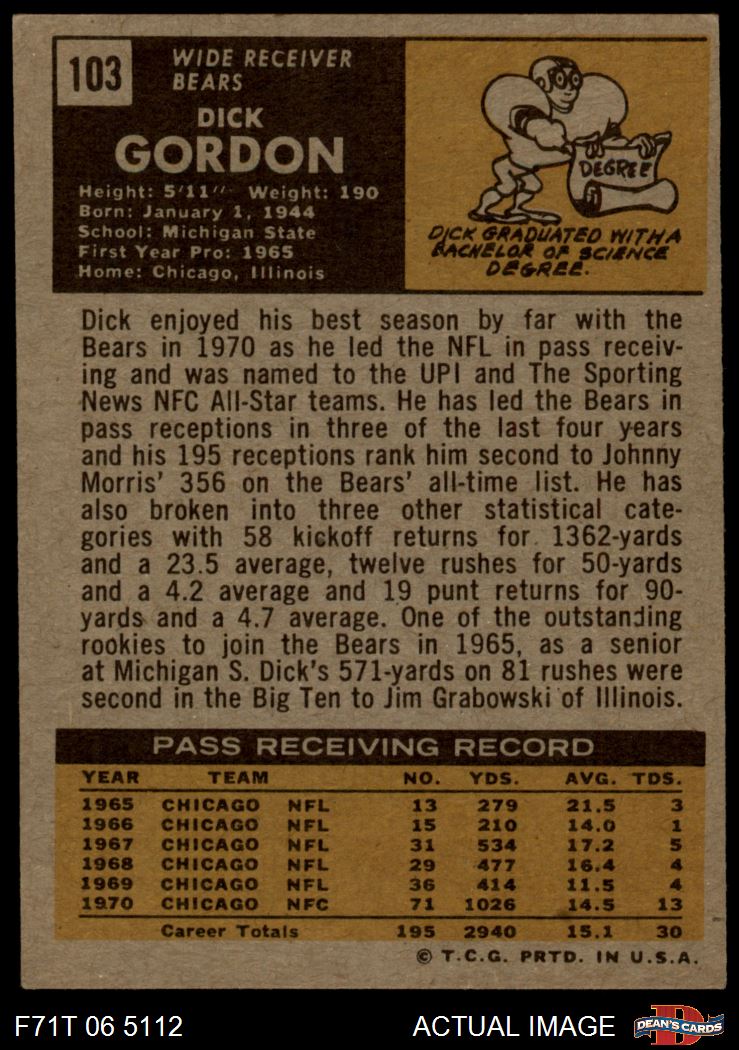 103
WIDE RECEIVER
BEARS
DICK
GORDON
Height: 5'11" Weight: 190
Born: January 1, 1944
School: Michigan State
First Year Pro: 1965
Home: Chicago, Illinois
DEGREE
DICK GRADUATED WITH A
BACHELOR OF SCIENCE
DEGREE.
Dick enjoyed his best season by far with the
Bears in 1970 as he led the NFL in pass receiv-
ing and was named to the UPI and The Sporting
News NFC All-Star teams. He has led the Bears in
pass receptions in three of the last four years
and his 195 receptions rank him second to Johnny
Morris' 356 on the Bears' all-time list. He has
also broken into three other statistical cate-
gories with 58 kickoff returns for 1362-yards
and a 23.5 average, twelve rushes for 50-yards
and a 4.2 average and 19 punt returns for 90-
yards and a 4.7 average. One of the outstanding
rookies to join the Bears in 1965, as a senior
at Michigan S. Dick's 571-yards on 81 rushes were
second in the Big Ten to Jim Grabowski of Illinois.
PASS RECEIVING RECORD
YEAR TEAM NO. YDS. AVG. TDS.
1965 CHICAGO NFL 13 279 21.5 3
1966 CHICAGO NFL 15 210 14.0 1
1967 CHICAGO NFL 31 534 17.2 5
1968 CHICAGO NFL 29 477 16.4 4
1969 CHICAGO NFL 36 414 11.5 4
1970 CHICAGO NFC 71 1026 14.5 13
Career Totals 195 2940 15.1 30
© T.C.G. PRTD. IN U.S.A.
F71T 06 5112 ACTUAL IMAGE D DEAN'S CARDS